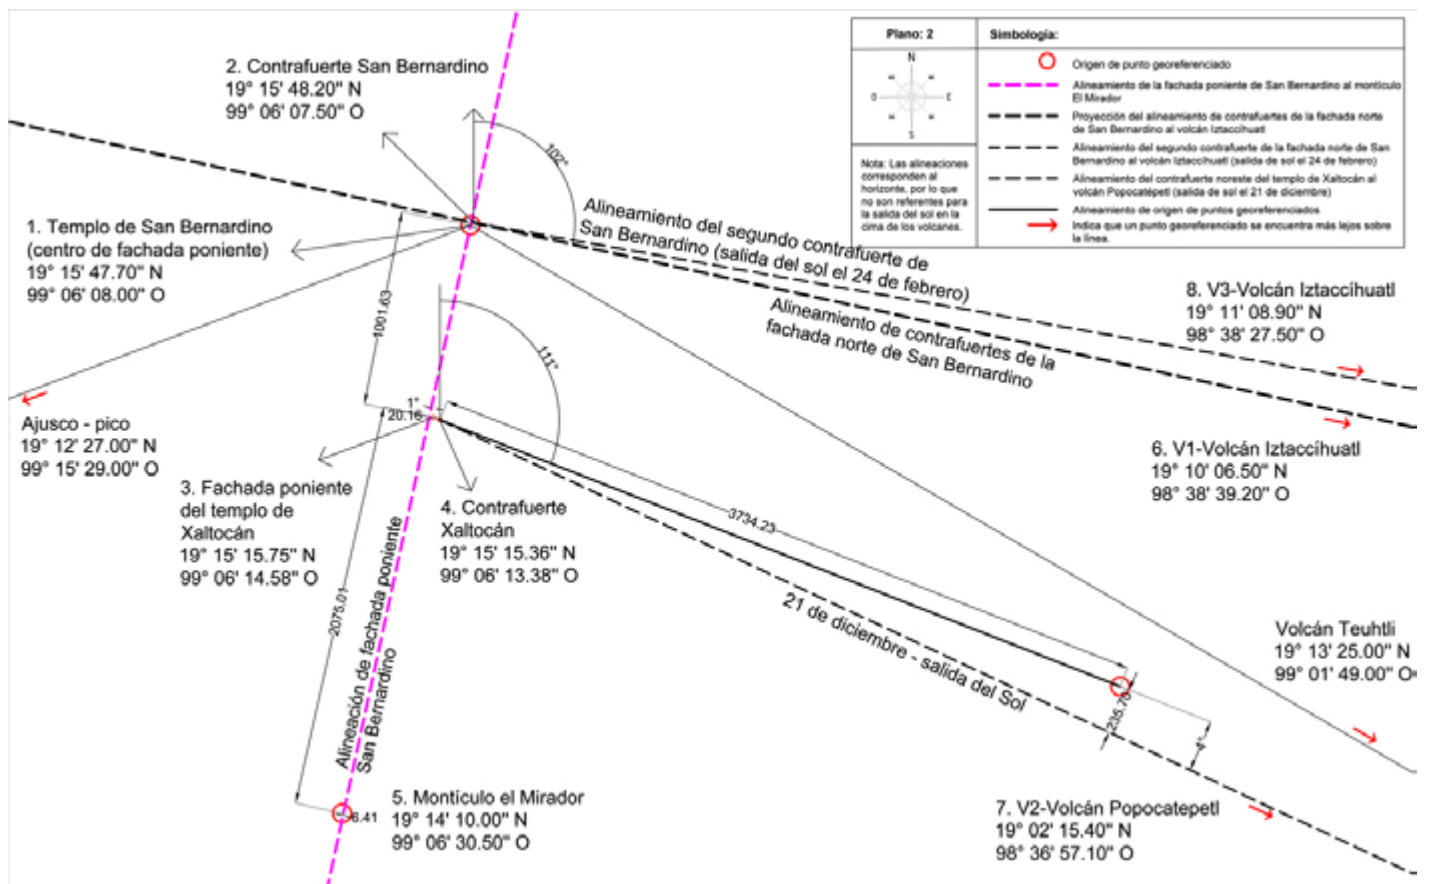 2. Contrafuerte San Bernardino
19° 15' 48.20" N
99° 06' 07.50" O
102°
1. Templo de San Bernardino
(centro de fachada poniente)
19° 15' 47.70" N
99° 06' 08.00" O
Alineamiento del segundo contrafuerte de
San Bernardino (salida del sol el 24 de febrero)
Alineamiento de contrafuertes de la
fachada norte de San Bernardino
1001.63
111°
1°
20.16
Ajusco - pico
19° 12' 27.00" N
99° 15' 29.00" O
3. Fachada poniente
del templo de
Xaltocán
19° 15' 15.75" N
99° 06' 14.58" O
4. Contrafuerte
Xaltocán
19° 15' 15.36" N
99° 06' 13.38" O
3734.23
2075.01
Alineación de fachada poniente
San Bernardino
21 de diciembre - salida del Sol
235.70
4°
5. Monticulo el Mirador
19° 14' 10.00" N
99° 06' 30.50" O
6.41
8. V3-Volcán Iztaccíhuatl
19° 11' 08.90" N
98° 38' 27.50" O
6. V1-Volcán Iztaccíhuatl
19° 10' 06.50" N
98° 38' 39.20" O
Volcán Teuhtli
19° 13' 25.00" N
99° 01' 49.00" O
7. V2-Volcán Popocatepetl
19° 02' 15.40" N
98° 36' 57.10" O
Plano: 2
N
O
E
S
Nota: Las alineaciones
corresponden al
horizonte, por lo que
no son referentes para
la salida del sol en la
cima de los volcanes.
Simbología:
Origen de punto georeferenciado
Alineamiento de la fachada poniente de San Bernardino al montículo
El Mirador
Proyección del alineamiento de contrafuertes de la fachada norte
de San Bernardino al volcán Iztaccíhuatl
Alineamiento del segundo contrafuerte de la fachada norte de San
Bernardino al volcán Iztaccíhuatl (salida de sol el 24 de febrero)
Alineamiento del contrafuerte noreste del templo de Xaltocán al
volcán Popocatépetl (salida de sol el 21 de diciembre)
Alineamiento de origen de puntos georeferenciados
Indica que un punto georeferenciado se encuentra más lejos sobre
la línea.